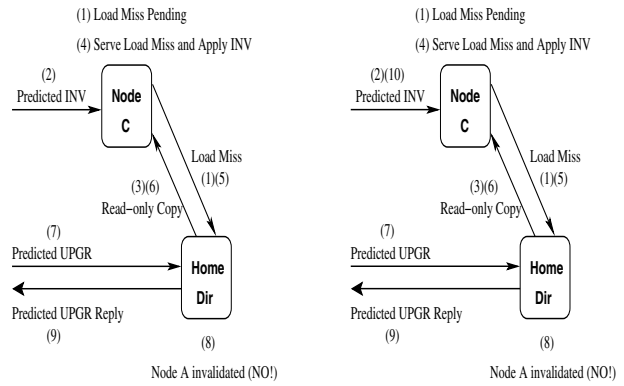 (1) Load Miss Pending
(4) Serve Load Miss and Apply INV
(2)
Predicted INV
Node
C
Load Miss
(1)(5)
(3)(6)
Read-only Copy
(7)
Predicted UPGR
Home
Dir
Predicted UPGR Reply
(9)
(8)
Node A invalidated (NO!)
(1) Load Miss Pending
(4) Serve Load Miss and Apply INV
(2)(10)
Predicted INV
Node
C
Load Miss
(1)(5)
(3)(6)
Read-only Copy
(7)
Predicted UPGR
Home
Dir
Predicted UPGR Reply
(9)
(8)
Node A invalidated (NO!)